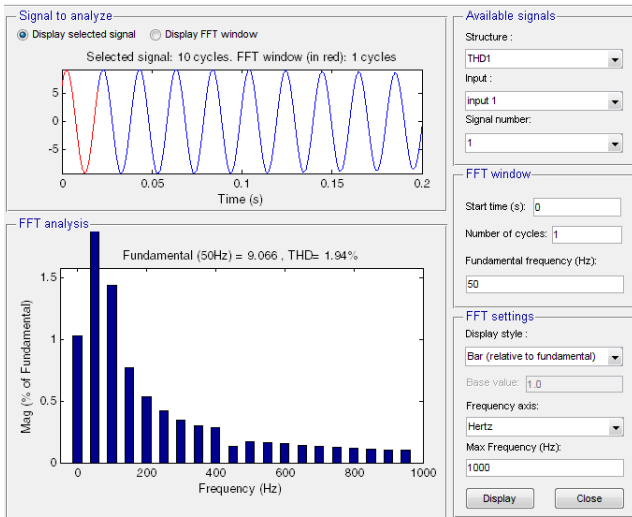 Signal to analyze
Display selected signal Display FFT window
Selected signal: 10 cycles. FFT window (in red): 1 cycles
5
0
-5
0 0.05 0.1 0.15 0.2
Time (s)
FFT analysis
Fundamental (50Hz) = 9.066 , THD= 1.94%
1.5
1
0.5
0
Mag (% of Fundamental)
0 200 400 600 800 1000
Frequency (Hz)
Available signals
Structure :
THD1
Input :
input 1
Signal number:
1
FFT window
Start time (s): 0
Number of cycles: 1
Fundamental frequency (Hz):
50
FFT settings
Display style :
Bar (relative to fundamental)
Base value: 1.0
Frequency axis:
Hertz
Max Frequency (Hz):
1000
Display Close